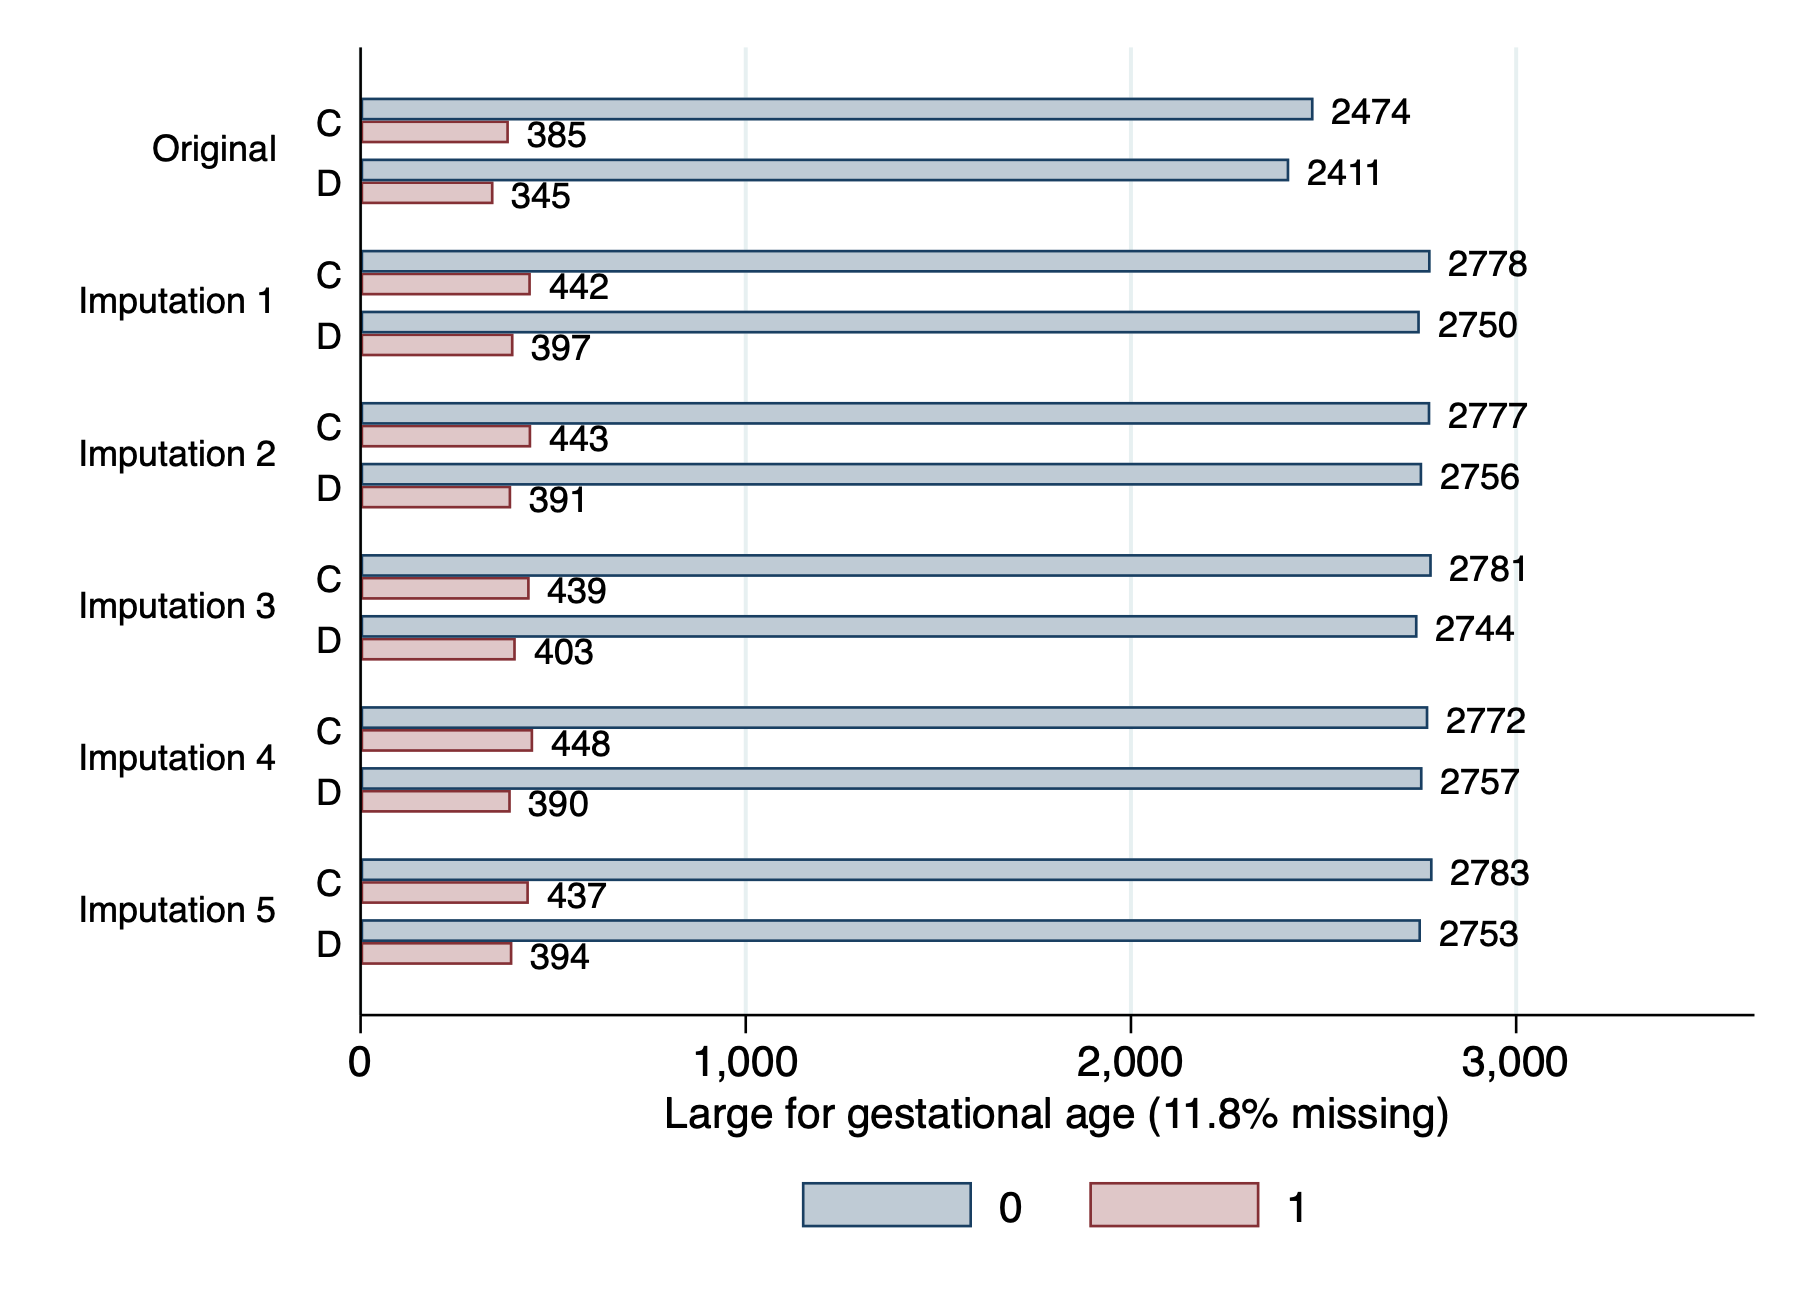 Original
C
2474
385
D
2411
345
Imputation 1
C
2778
442
D
2750
397
Imputation 2
C
2777
443
D
2756
391
Imputation 3
C
2781
439
D
2744
403
Imputation 4
C
2772
448
D
2757
390
Imputation 5
C
2783
437
D
2753
394
0 1,000 2,000 3,000
Large for gestational age (11.8% missing)
0 1